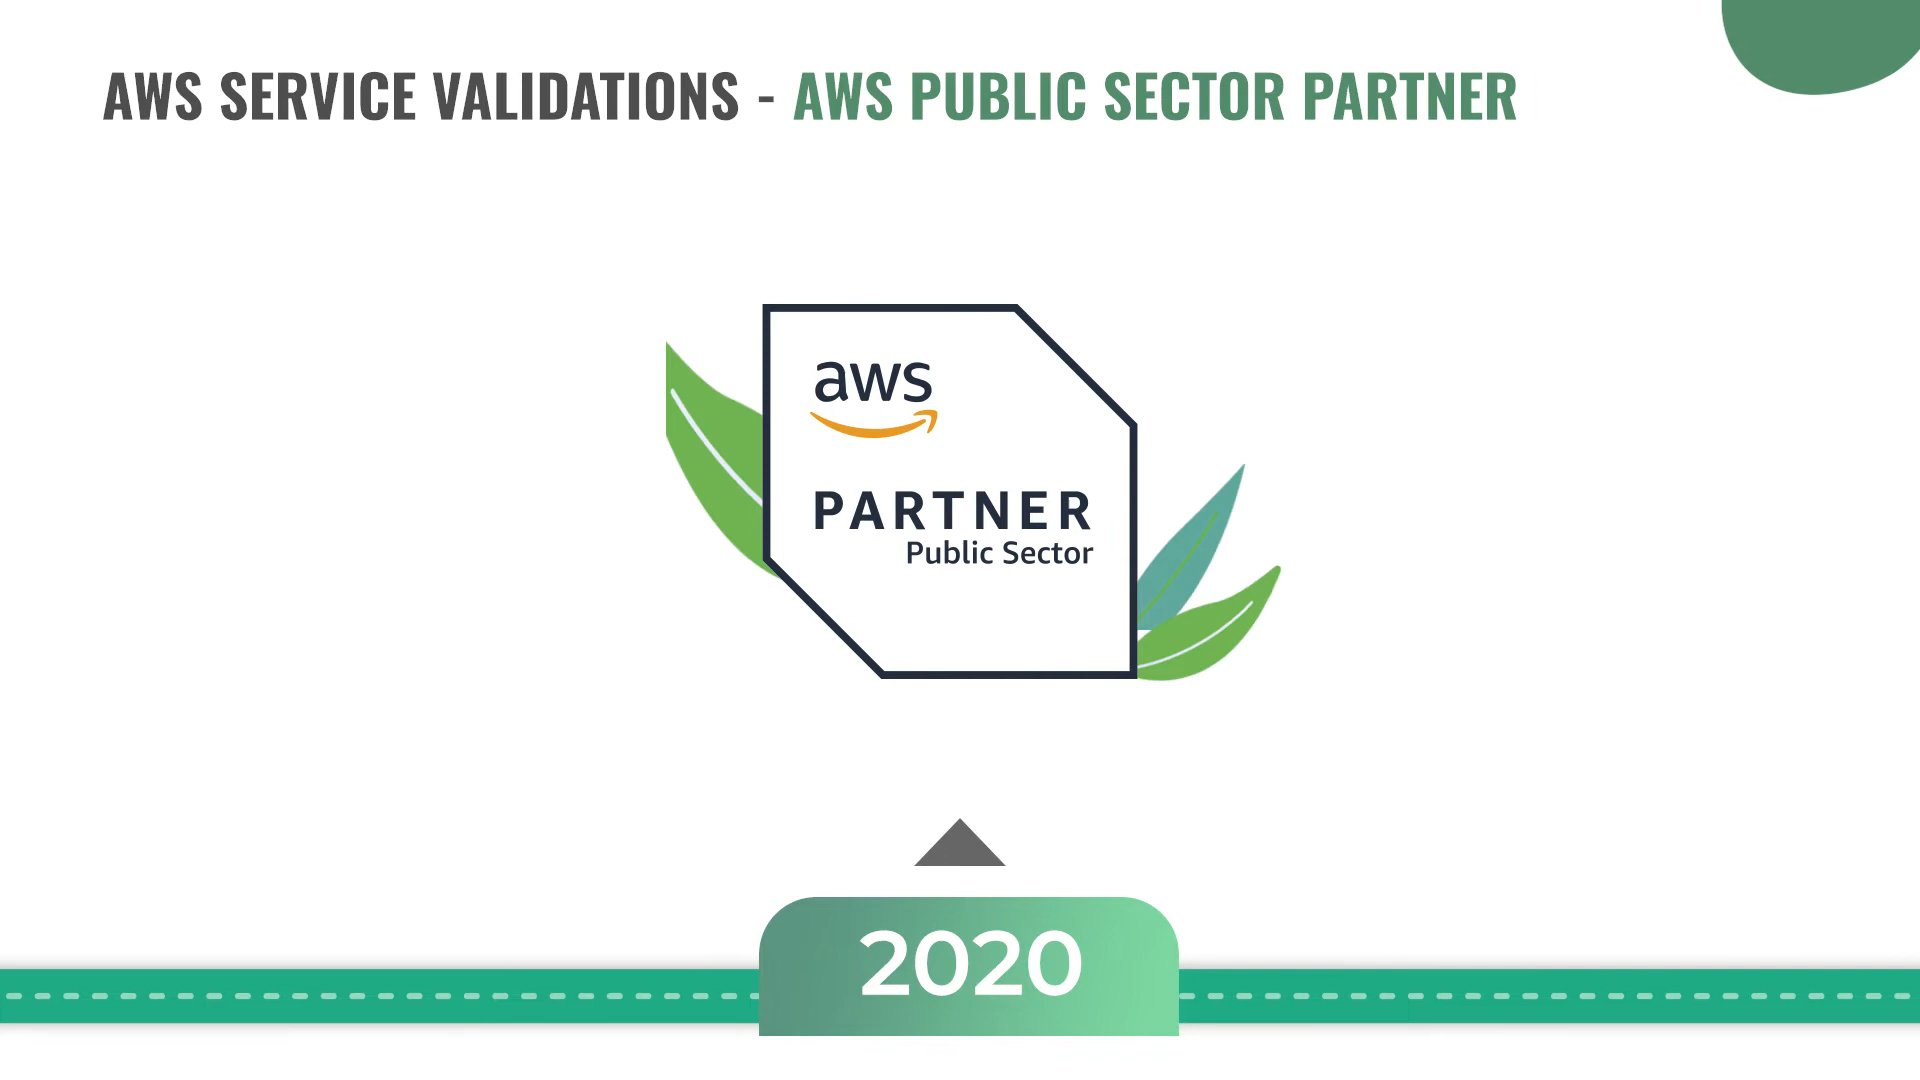 AWS SERVICE VALIDATIONS - AWS PUBLIC SECTOR PARTNER
aws
PARTNER
Public Sector
2020